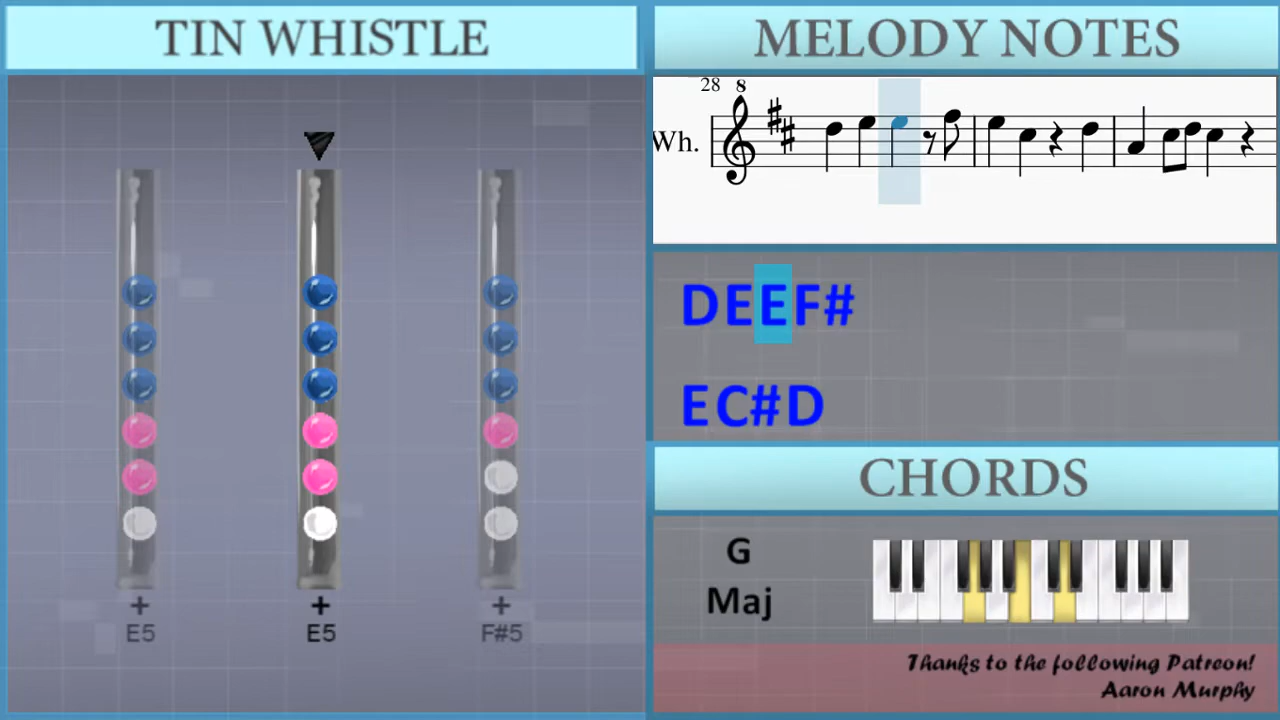 TIN WHISTLE
+ + +
E5 E5 F#5
MELODY NOTES
28 8
Wh.
DEEF#
EC#D
CHORDS
G
Maj
Thanks to the following Patreon!
Aaron Murphy